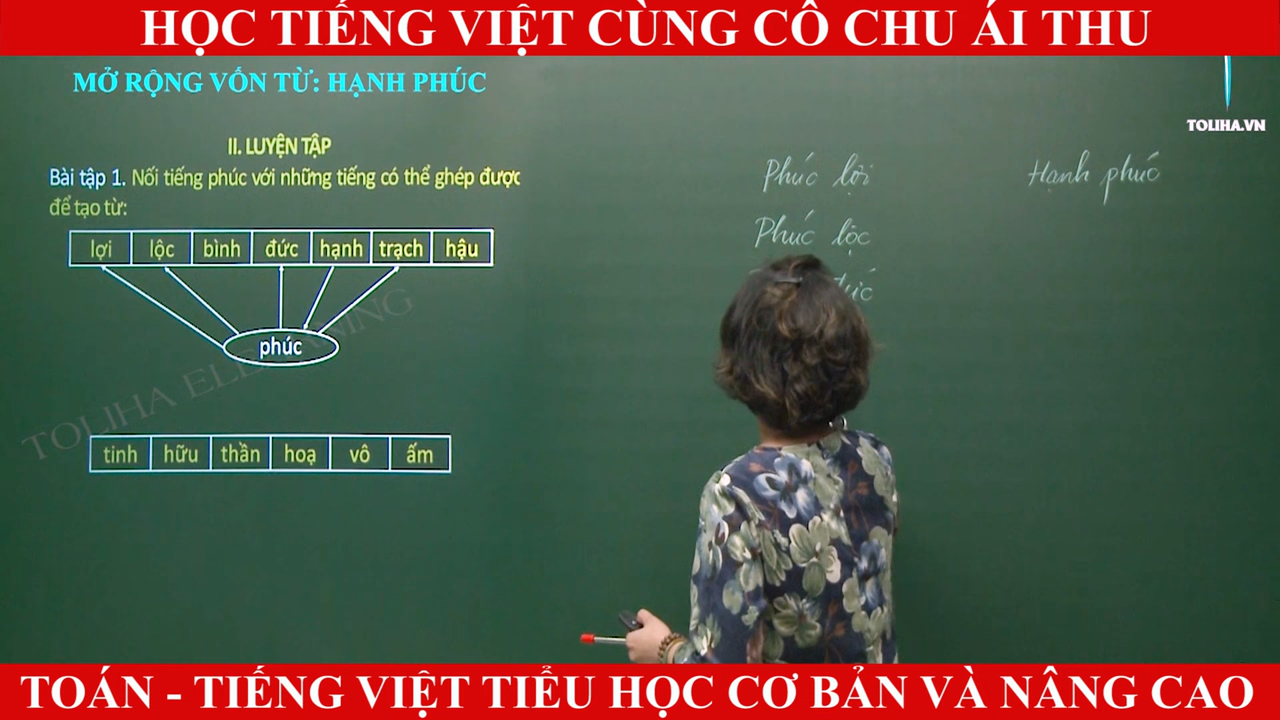 HỌC TIẾNG VIỆT CÙNG CÔ CHU ÁI THU
MỞ RỘNG VỐN TỪ: HẠNH PHÚC
TOLIHA.VN
II. LUYỆN TẬP
Bài tập 1. Nối tiếng phúc với những tiếng có thể ghép được
để tạo từ:
lợi lộc bình đức hạnh trạch hậu
phúc
TOLIHA ELEARNING
tinh hữu thần hoạ vô ấm
Phúc lợi
Hạnh phúc
Phúc lộc
đức
TOÁN - TIẾNG VIỆT TIỂU HỌC CƠ BẢN VÀ NÂNG CAO